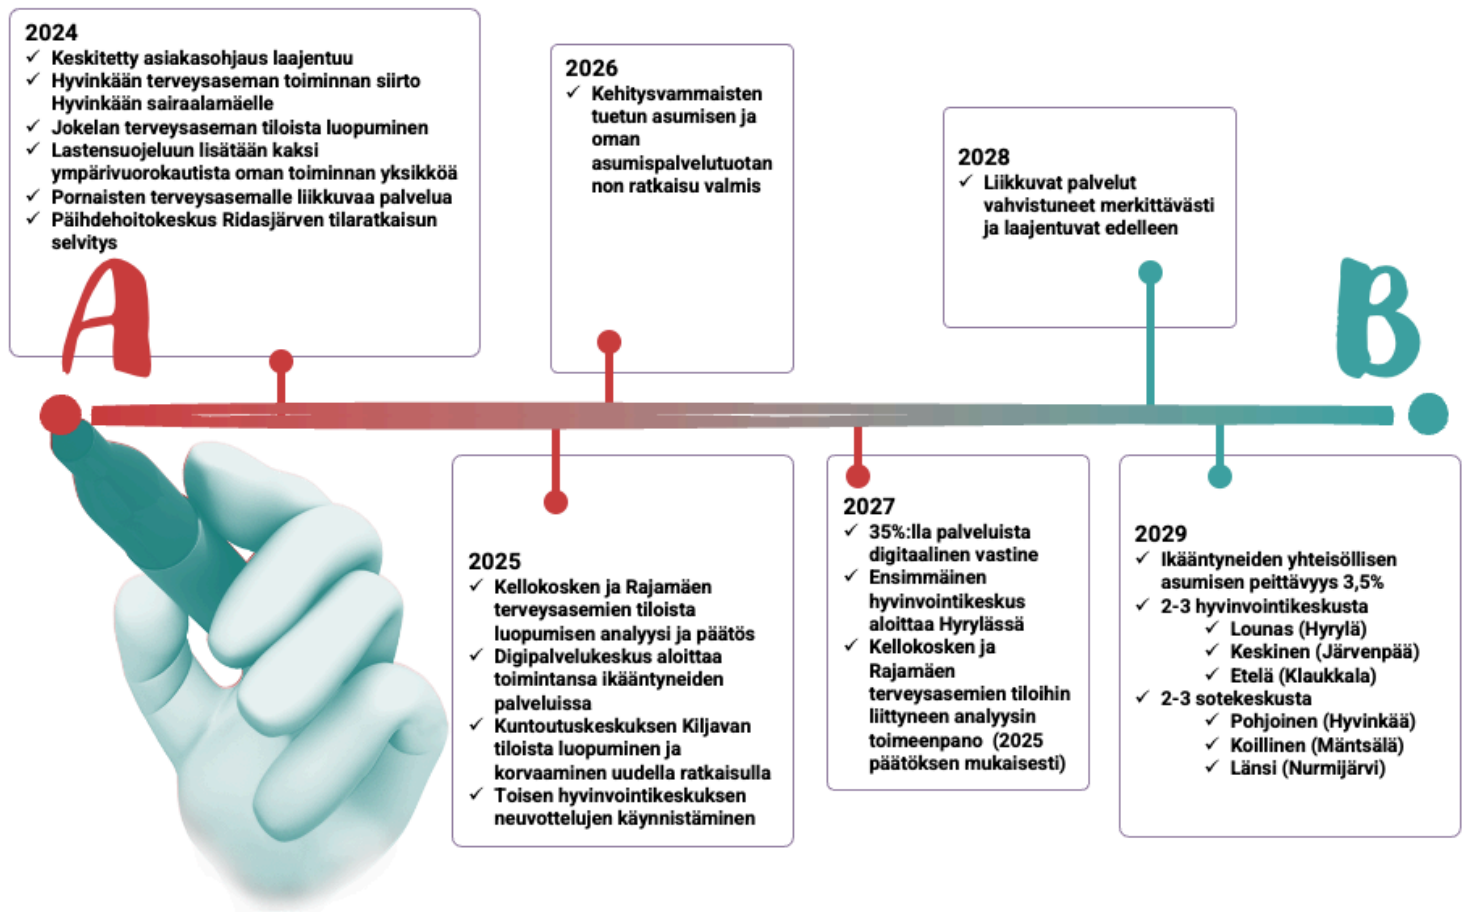 2024
✓ Keskitetty asiakasohjaus laajentuu
✓ Hyvinkään terveysaseman toiminnan siirto
Hyvinkään sairaalamäelle
✓ Jokelan terveysaseman tiloista luopuminen
✓ Lastensuojeluun lisätään kaksi
ympärivuorokautista oman toiminnan yksikköä
✓ Pornaisten terveysasemalle liikkuvaa palvelua
✓ Päihdehoitokeskus Ridasjärven tilaratkaisun
selvitys
A
2026
✓ Kehitysvammaisten
tuetun asumisen ja
oman
asumispalvelutuotan
non ratkaisu valmis
2028
✓ Liikkuvat palvelut
vahvistuneet merkittävästi
ja laajentuvat edelleen
B
2025
✓ Kellokosken ja Rajamäen
terveysasemien tiloista
luopumisen analyysi ja päätös
✓ Digipalvelukeskus aloittaa
toimintansa ikääntyneiden
palveluissa
✓ Kuntoutuskeskuksen Kiljavan
tiloista luopuminen ja
korvaaminen uudella ratkaisulla
✓ Toisen hyvinvointikeskuksen
neuvottelujen käynnistäminen
2027
✓ 35%:lla palveluista
digitaalinen vastine
✓ Ensimmäinen
hyvinvointikeskus
aloittaa Hyrylässä
✓ Kellokosken ja
Rajamäen
terveysasemien tiloihin
liittyneen analyysin
toimeenpano (2025
päätöksen mukaisesti)
2029
✓ Ikääntyneiden yhteisöllisen
asumisen peittävyys 3,5%
✓ 2-3 hyvinvointikeskusta
✓ Lounas (Hyrylä)
✓ Keskinen (Järvenpää)
✓ Etelä (Klaukkala)
✓ 2-3 sotekeskusta
✓ Pohjoinen (Hyvinkää)
✓ Koillinen (Mäntsälä)
✓ Länsi (Nurmijärvi)